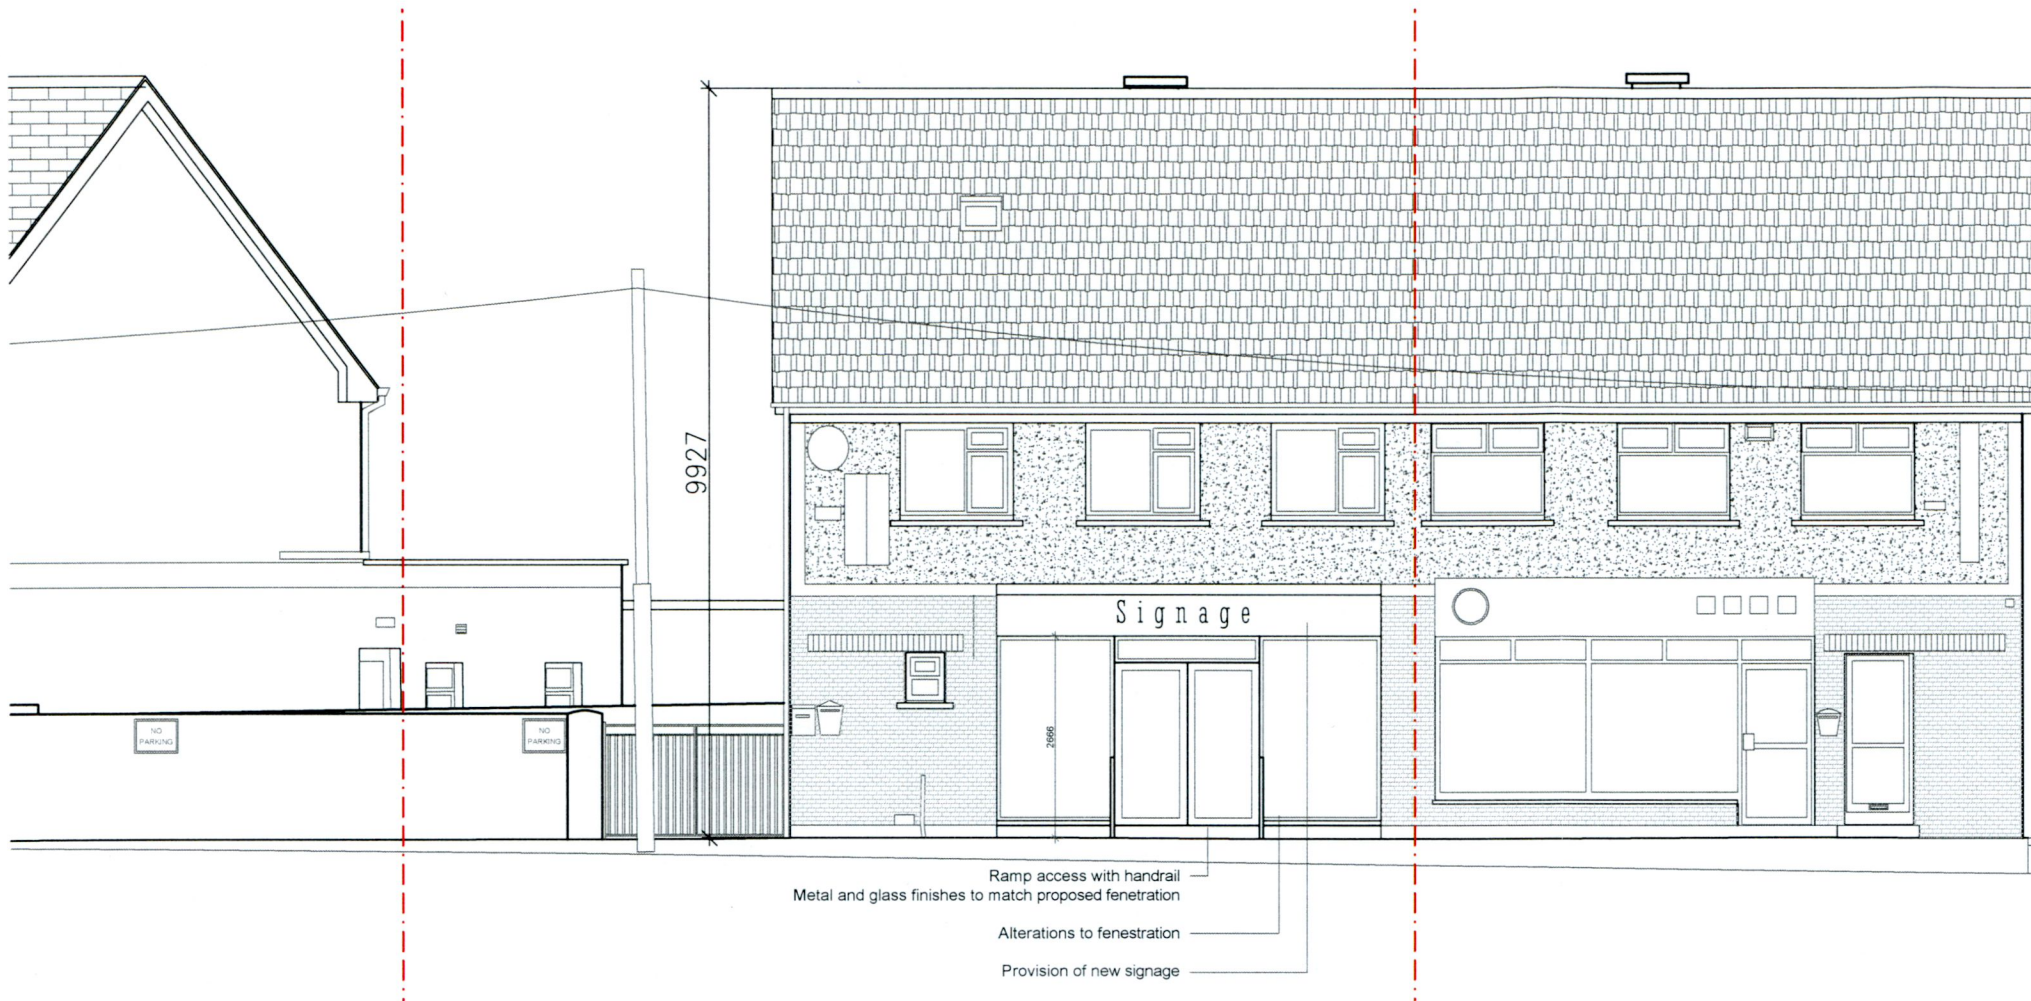 9927
Signage
2666
NO
PARKING
NO
PARKING
Ramp access with handrail
Metal and glass finishes to match proposed fenetration
Alterations to fenestration
Provision of new signage